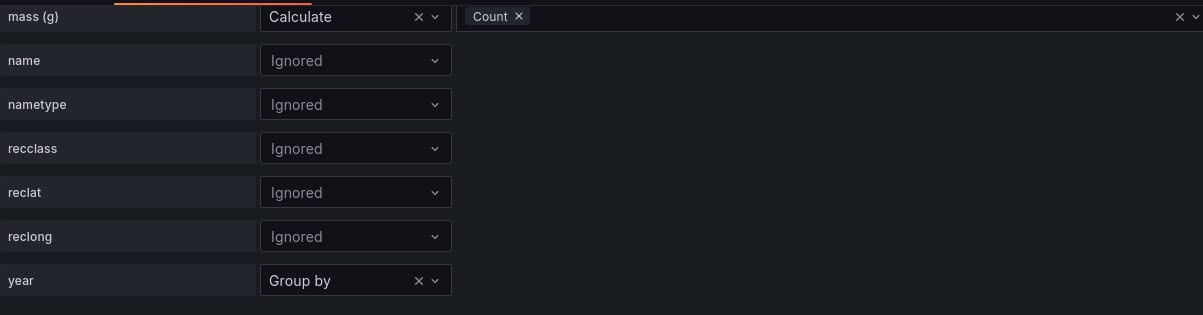 mass (g) Calculate Count
name Ignored
nametype Ignored
recclass Ignored
reclat Ignored
reclong Ignored
year Group by